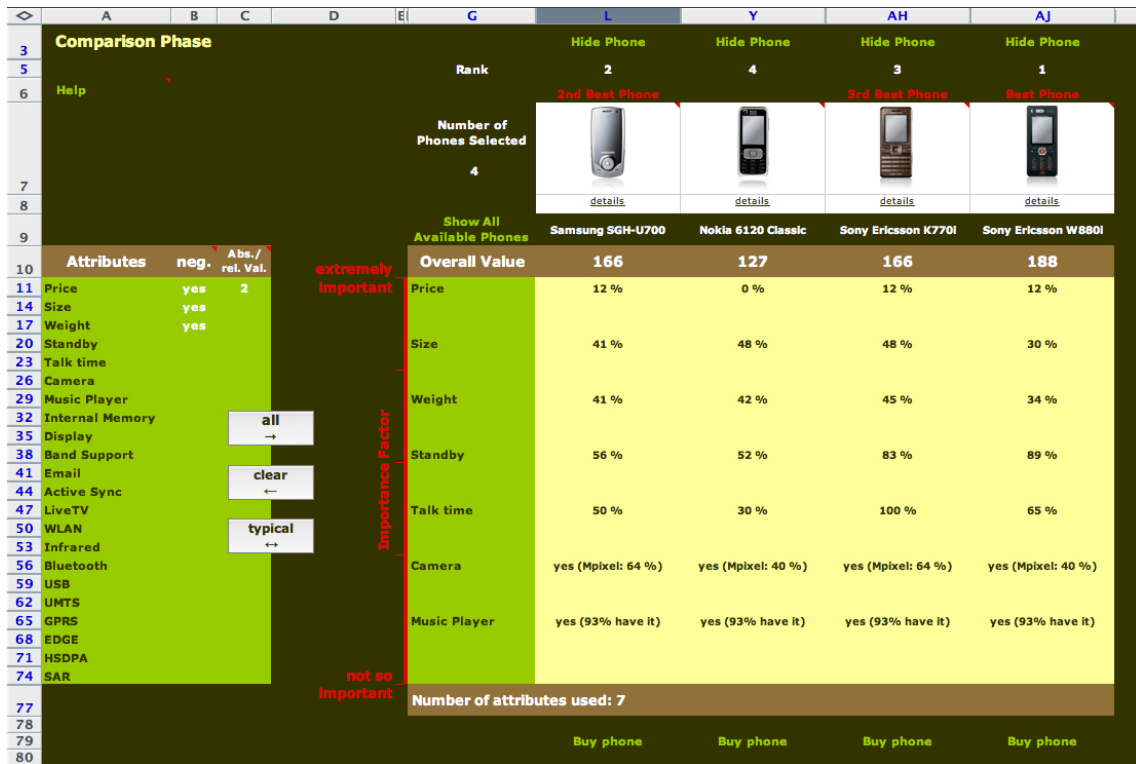 A B C D E G L Y AH AJ
3 Comparison Phase Hide Phone Hide Phone Hide Phone Hide Phone
5 Rank 2 4 3 1
6 Help 2nd Best Phone 3rd Best Phone Best Phone
Number of
Phones Selected
4
7
8 details details details details
Show All
9 Available Phones Samsung SGH-U700 Nokia 6120 Classic Sony Ericsson K770i Sony Ericsson W880i
10 Attributes neg. Abs./
rel. Val. Overall Value 166 127 166 188
extremely
Important
11 Price yes 2 Price 12 % 0 % 12 % 12 %
14 Size yes
17 Weight yes
20 Standby Size 41 % 48 % 48 % 30 %
23 Talk time
26 Camera
29 Music Player Weight 41 % 42 % 45 % 34 %
32 Internal Memory all
35 Display →
38 Band Support Standby 56 % 52 % 83 % 89 %
41 Email clear
44 Active Sync ←
47 LiveTV Talk time 50 % 30 % 100 % 65 %
50 WLAN typical
53 Infrared ↔
Importance Factor
56 Bluetooth Camera yes (Mpixel: 64 %) yes (Mpixel: 40 %) yes (Mpixel: 64 %) yes (Mpixel: 40 %)
59 USB
62 UMTS
65 GPRS Music Player yes (93% have it) yes (93% have it) yes (93% have it) yes (93% have it)
68 EDGE
71 HSDPA
74 SAR not so
Important
77 Number of attributes used: 7
78
79 Buy phone Buy phone Buy phone Buy phone
80